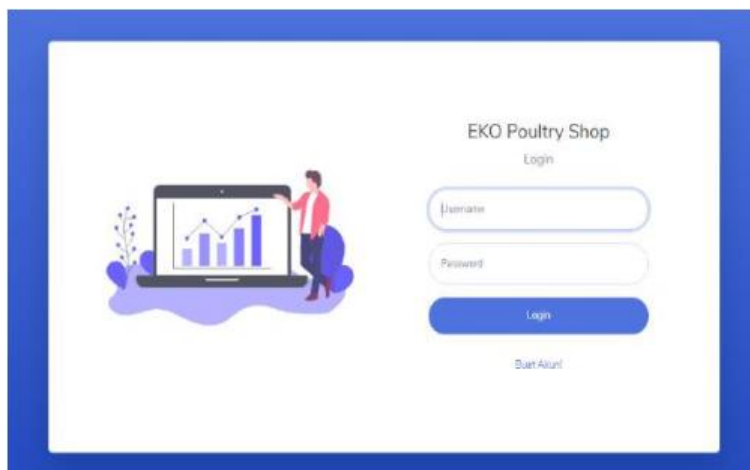 EKO Poultry Shop
Login
Username
Password
Login
Buat Akun!